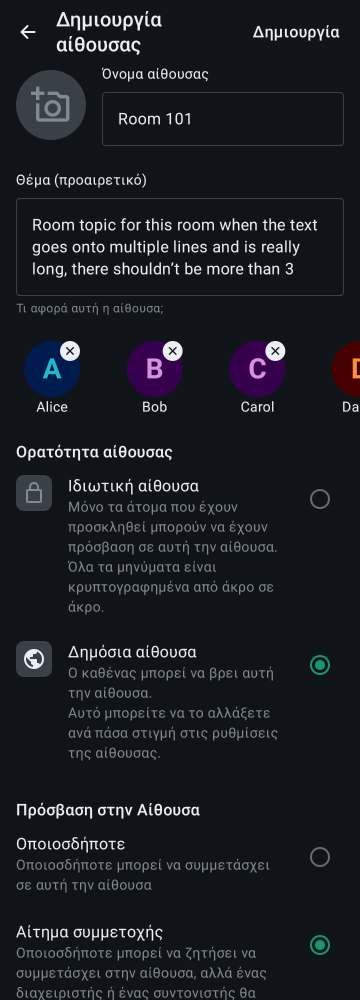 Δημιουργία
αίθουσας
Δημιουργία
Όνομα αίθουσας
Room 101
Θέμα (προαιρετικό)
Room topic for this room when the text
goes onto multiple lines and is really
long, there shouldn’t be more than 3
Τι αφορά αυτή η αίθουσα;
A B C D
Alice Bob Carol Da
Ορατότητα αίθουσας
Ιδιωτική αίθουσα
Μόνο τα άτομα που έχουν
προσκληθεί μπορούν να έχουν
πρόσβαση σε αυτή την αίθουσα.
Όλα τα μηνύματα είναι
κρυπτογραφημένα από άκρο σε
άκρο.
Δημόσια αίθουσα
Ο καθένας μπορεί να βρει αυτή
την αίθουσα.
Αυτό μπορείτε να το αλλάξετε
ανά πάσα στιγμή στις ρυθμίσεις
της αίθουσας.
Πρόσβαση στην Αίθουσα
Οποιοσδήποτε
Οποιοσδήποτε μπορεί να συμμετάσχει
σε αυτή την αίθουσα
Αίτημα συμμετοχής
Οποιοσδήποτε μπορεί να ζητήσει να
συμμετάσχει στην αίθουσα, αλλά ένας
διαχειριστής ή ένας συντονιστής θα